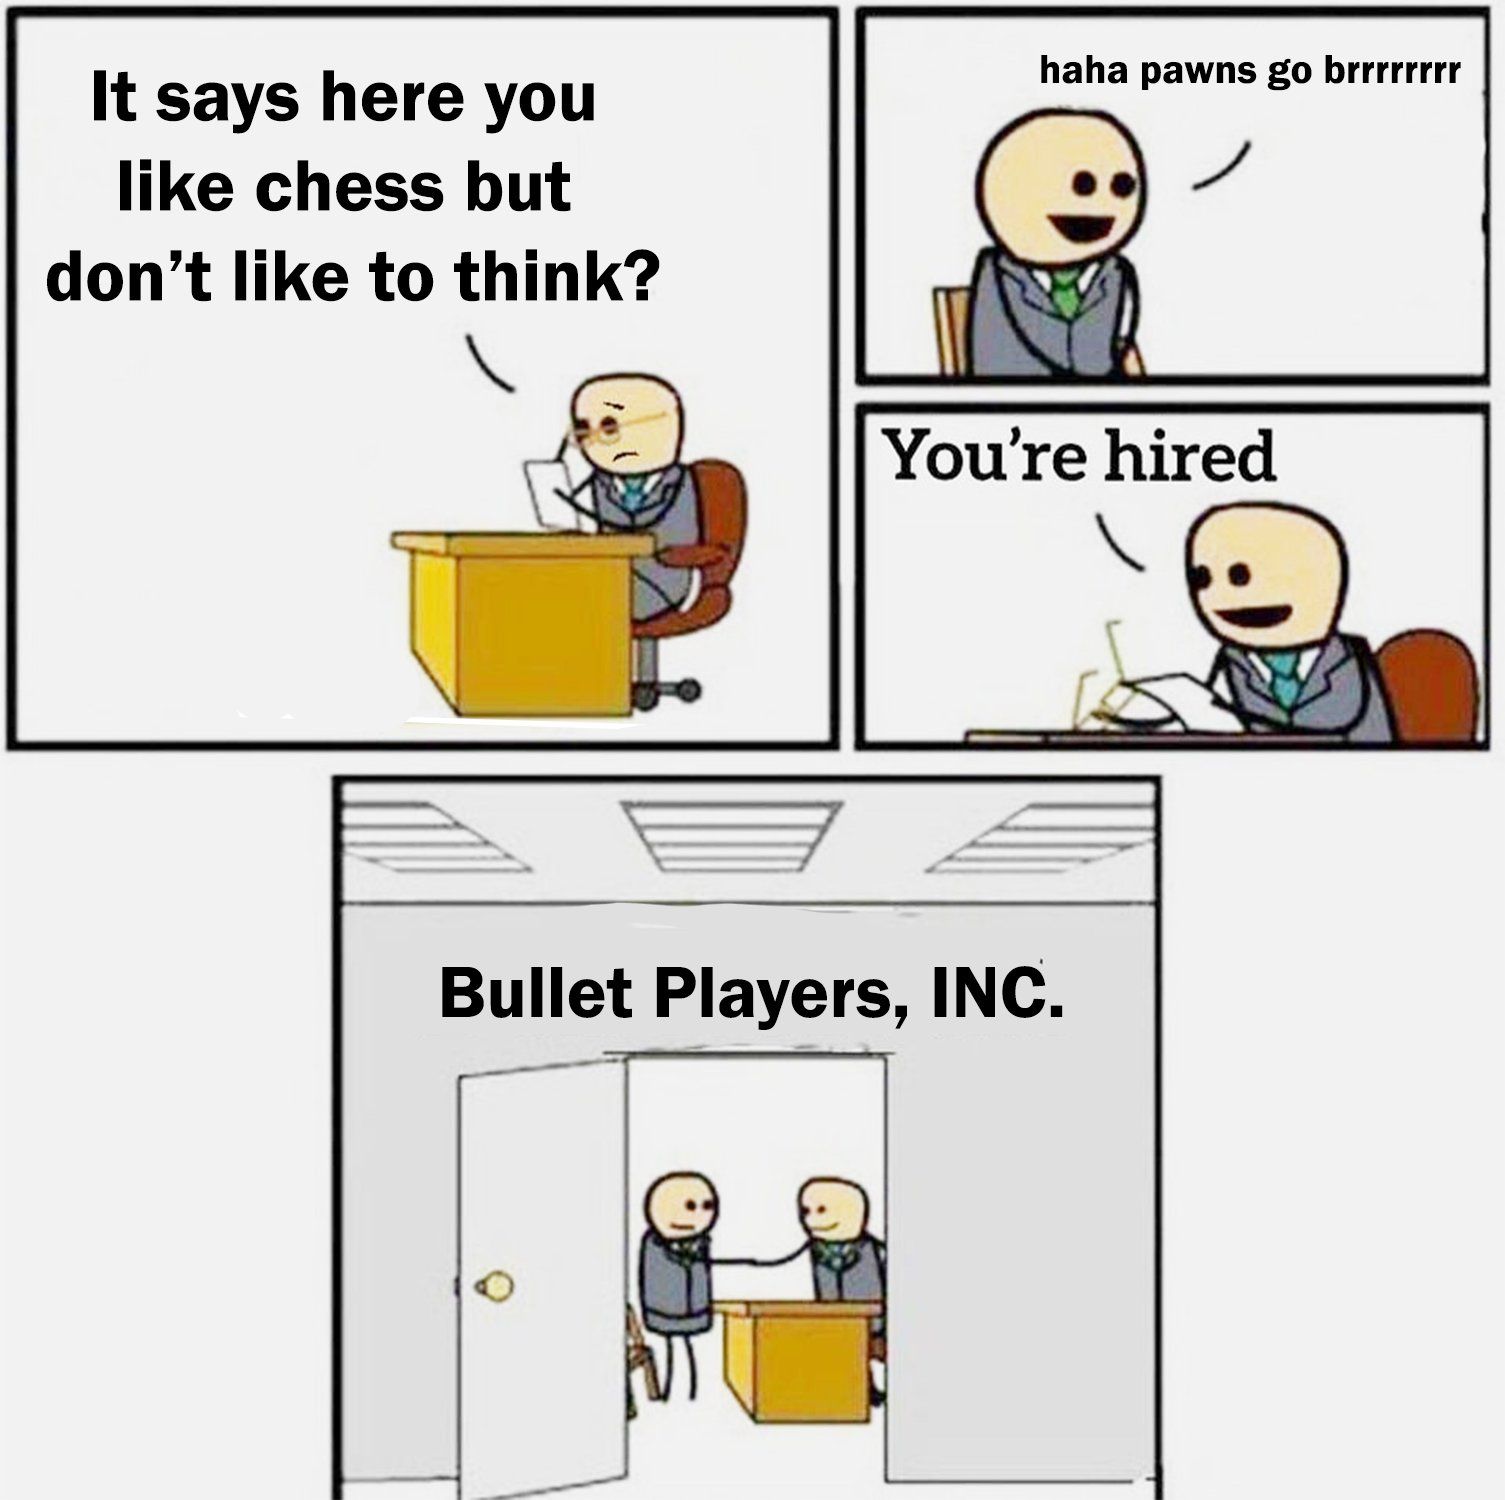 It says here you
like chess but
don't like to think?
haha pawns go brrrrrrrr
You're hired
Bullet Players, INC.